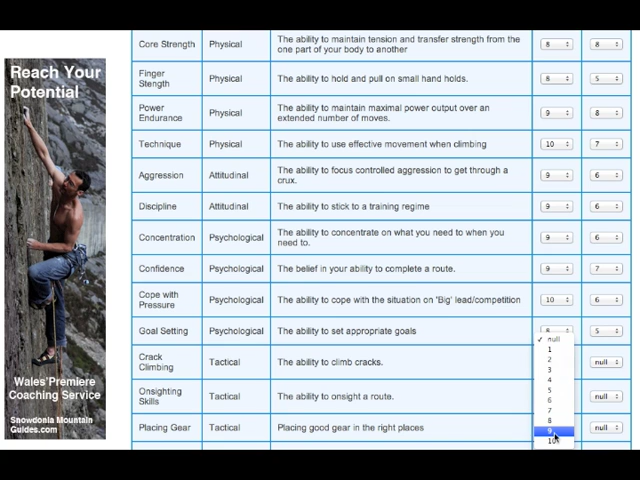 Reach Your
Potential
Wales'Premiere
Coaching Service
Snowdonia Mountain
Guides.com
Core Strength Physical The ability to maintain tension and transfer strength from the
one part of your body to another 8 8
Finger
Stength Physical The ability to hold and pull on small hand holds. 8 5
Power
Endurance Physical The ability to maintain maximal power output over an
extended number of moves. 9 8
Technique Physical The ability to use effective movement when climbing 10 7
Aggression Attitudinal The ability to focus controlled aggression to get through a
crux. 9 6
Discipline Attitudinal The ability to stick to a training regime 9 6
Concentration Psychological The ability to concentrate on what you need to when you
need to. 9 6
Confidence Psychological The belief in your ability to complete a route. 9 7
Cope with
Pressure Psychological The ability to cope with the situation on 'Big' lead/competition 10 6
Goal Setting Psychological The ability to set appropriate goals 8 5
Crack
Climbing Tactical The ability to climb cracks. null
Onsighting
Skills Tactical The ability to onsight a route. null
Placing Gear Tactical Placing good gear in the right places null
✓ null
1
2
3
4
5
6
7
8
9
10